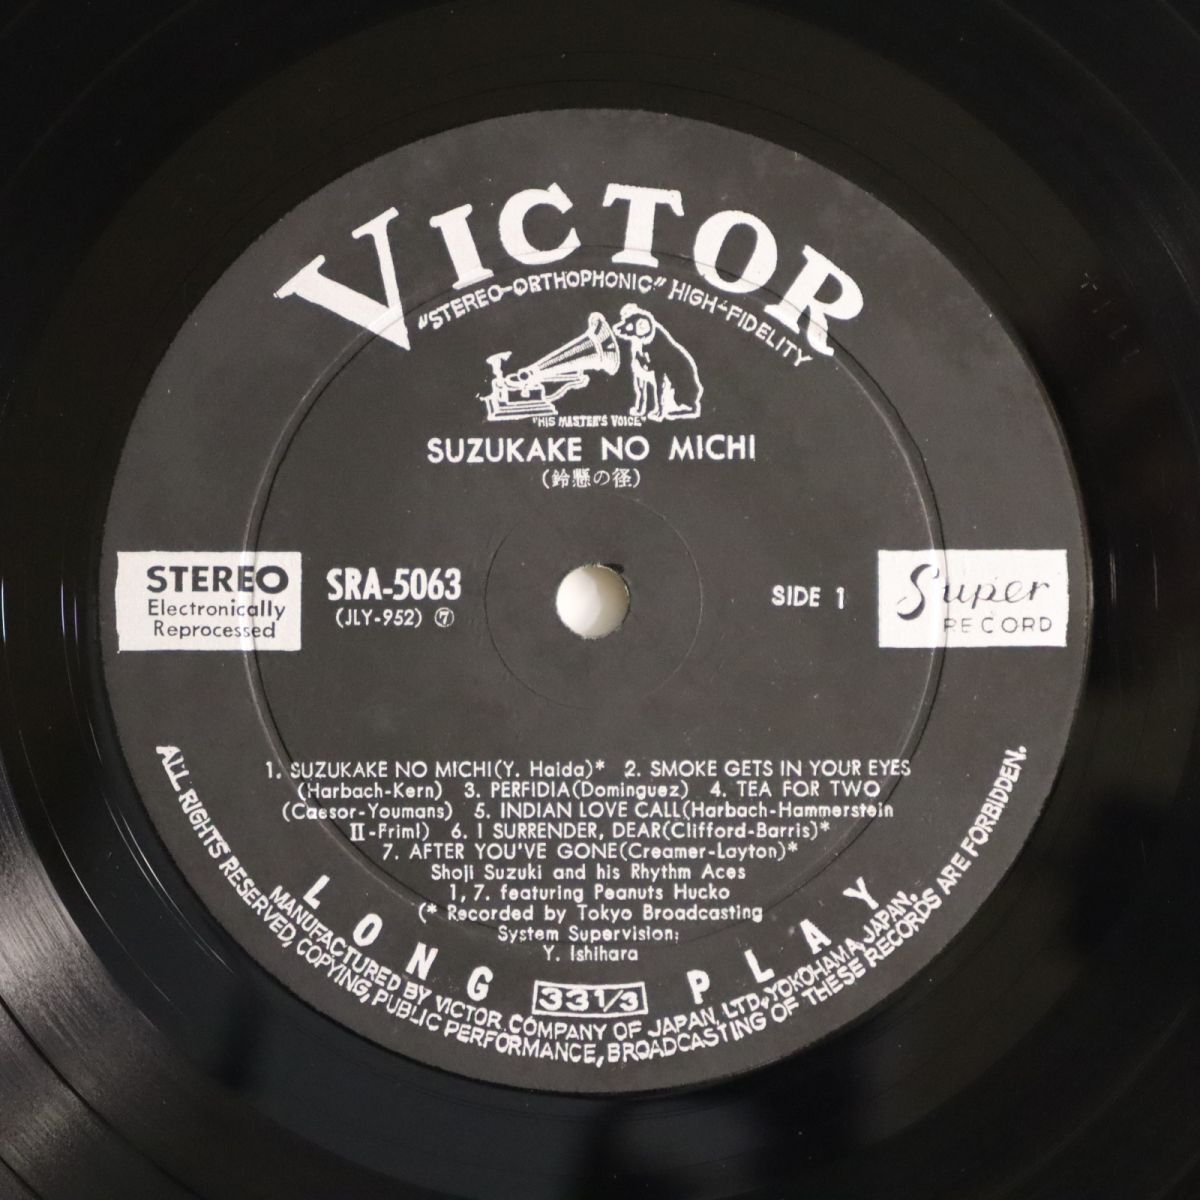 VICTOR
"STEREO-ORTHOPHONIC" HIGH-FIDELITY
"HIS MASTER'S VOICE"
SUZUKAKE NO MICHI
(鈴懸の径)
STEREO
Electronically
Reprocessed
SRA-5063
(JLY-952) ⑦
SIDE 1
Super
RECORD
1. SUZUKAKE NO MICHI(Y. Haida)* 2. SMOKE GETS IN YOUR EYES
(Harbach-Kern) 3. PERFIDIA(Dominguez) 4. TEA FOR TWO
(Caesor-Youmans) 5. INDIAN LOVE CALL(Harbach-Hammerstein
II-Friml) 6. I SURRENDER, DEAR(Clifford-Barris)*
7. AFTER YOU'VE GONE(Creamer-Layton)*
Shoji Suzuki and his Rhythm Aces
1, 7. featuring Peanuts Hucko
(* Recorded by Tokyo Broadcasting
System Supervision:
Y. Ishihara
LONG 33 1/3 PLAY
MANUFACTURED BY VICTOR COMPANY OF JAPAN, LTD. YOKOHAMA, JAPAN.
ALL RIGHTS RESERVED, COPYING, PUBLIC PERFORMANCE, BROADCASTING OF THESE RECORDS ARE FORBIDDEN.